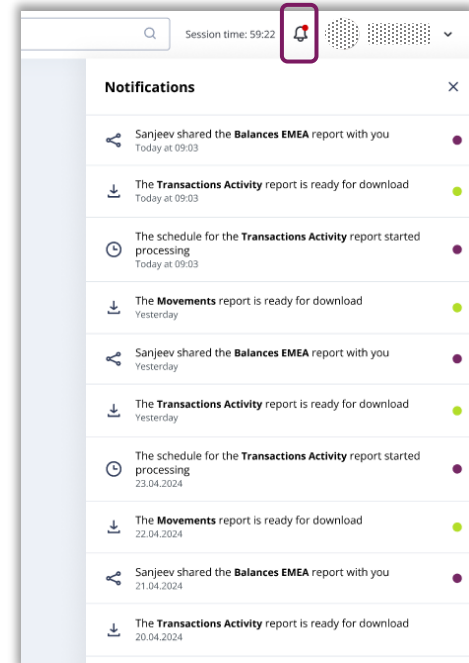 Session time: 59:22
Notifications
Sanjeev shared the Balances EMEA report with you
Today at 09:03
The Transactions Activity report is ready for download
Today at 09:03
The schedule for the Transactions Activity report started
processing
Today at 09:03
The Movements report is ready for download
Yesterday
Sanjeev shared the Balances EMEA report with you
Yesterday
The Transactions Activity report is ready for download
Yesterday
The schedule for the Transactions Activity report started
processing
23.04.2024
The Movements report is ready for download
22.04.2024
Sanjeev shared the Balances EMEA report with you
21.04.2024
The Transactions Activity report is ready for download
20.04.2024